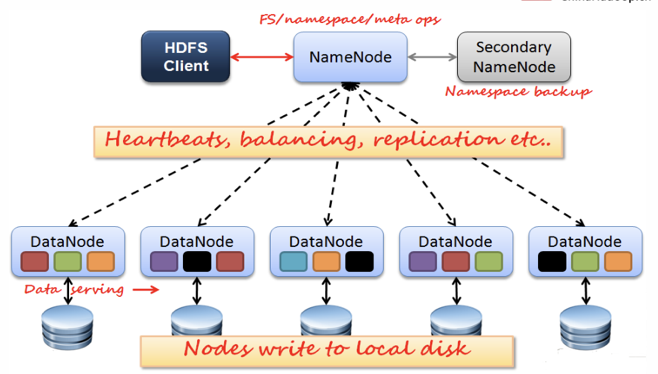 FS/namespace/meta ops
HDFS
Client
NameNode
Secondary
NameNode
Namespace backup
Heartbeats, balancing, replication etc..
DataNode
DataNode
DataNode
DataNode
DataNode
Data serving
Nodes write to local disk